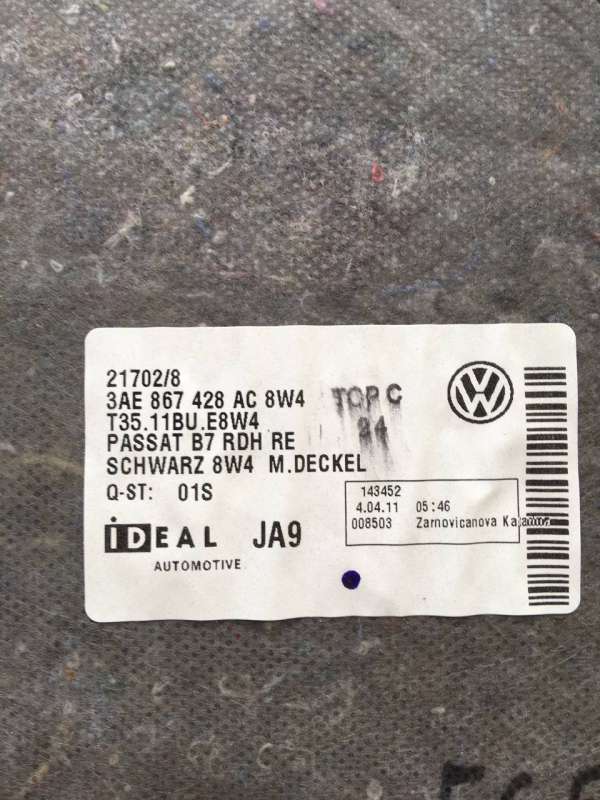 21702/8
3AE 867 428 AC 8W4
TOP C
T35.11BU.E8W4
PASSAT B7 RDH RE
SCHWARZ 8W4 M.DECKEL
Q-ST: 01S
143452
4.04.11 05:46
008503 Zarnovicanova
iDEAL JA9
AUTOMOTIVE